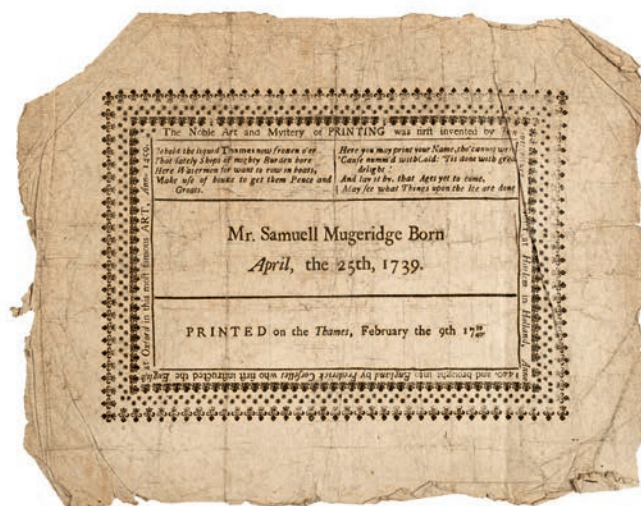 The Noble Art and Mystery of PRINTING was first invented by
Behold the liquid Thames now frozen o'er
That lately Ships of mighty Burden bore
Here Watermen for want to row in boats,
Make use of booze to get them Pence and
Groats.
Here you may print your Name, tho' cannot write
'Cause numm'd with Cold: 'Tis done with great
delight:
And lay it by, that Ages yet to come,
May see what Things upon the Ice are done
Mr. Samuell Mugeridge Born
April, the 25th, 1739.
PRINTED on the Thames, February the 9th 17
at Harlem in Holland, Anno
1440. and brought into England by Frederick Corsellis who first instructed the English
at Oxford in this most famous ART, Ann. 1459.